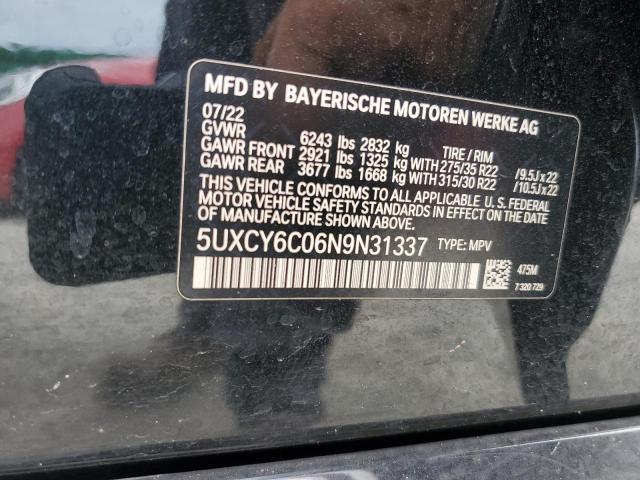 MFD BY BAYERISCHE MOTOREN WERKE AG
07/22
GVWR 6243 lbs 2832 kg TIRE / RIM
GAWR FRONT 2921 lbs 1325 kg WITH 275/35 R22 /9.5J x 22
GAWR REAR 3677 lbs 1668 kg WITH 315/30 R22 /10.5J x 22
THIS VEHICLE CONFORMS TO ALL APPLICABLE U.S. FEDERAL
MOTOR VEHICLE SAFETY STANDARDS IN EFFECT ON THE
DATE OF MANUFACTURE SHOWN ABOVE.
5UXCY6C06N9N31337 TYPE: MPV
475M
7 320 729